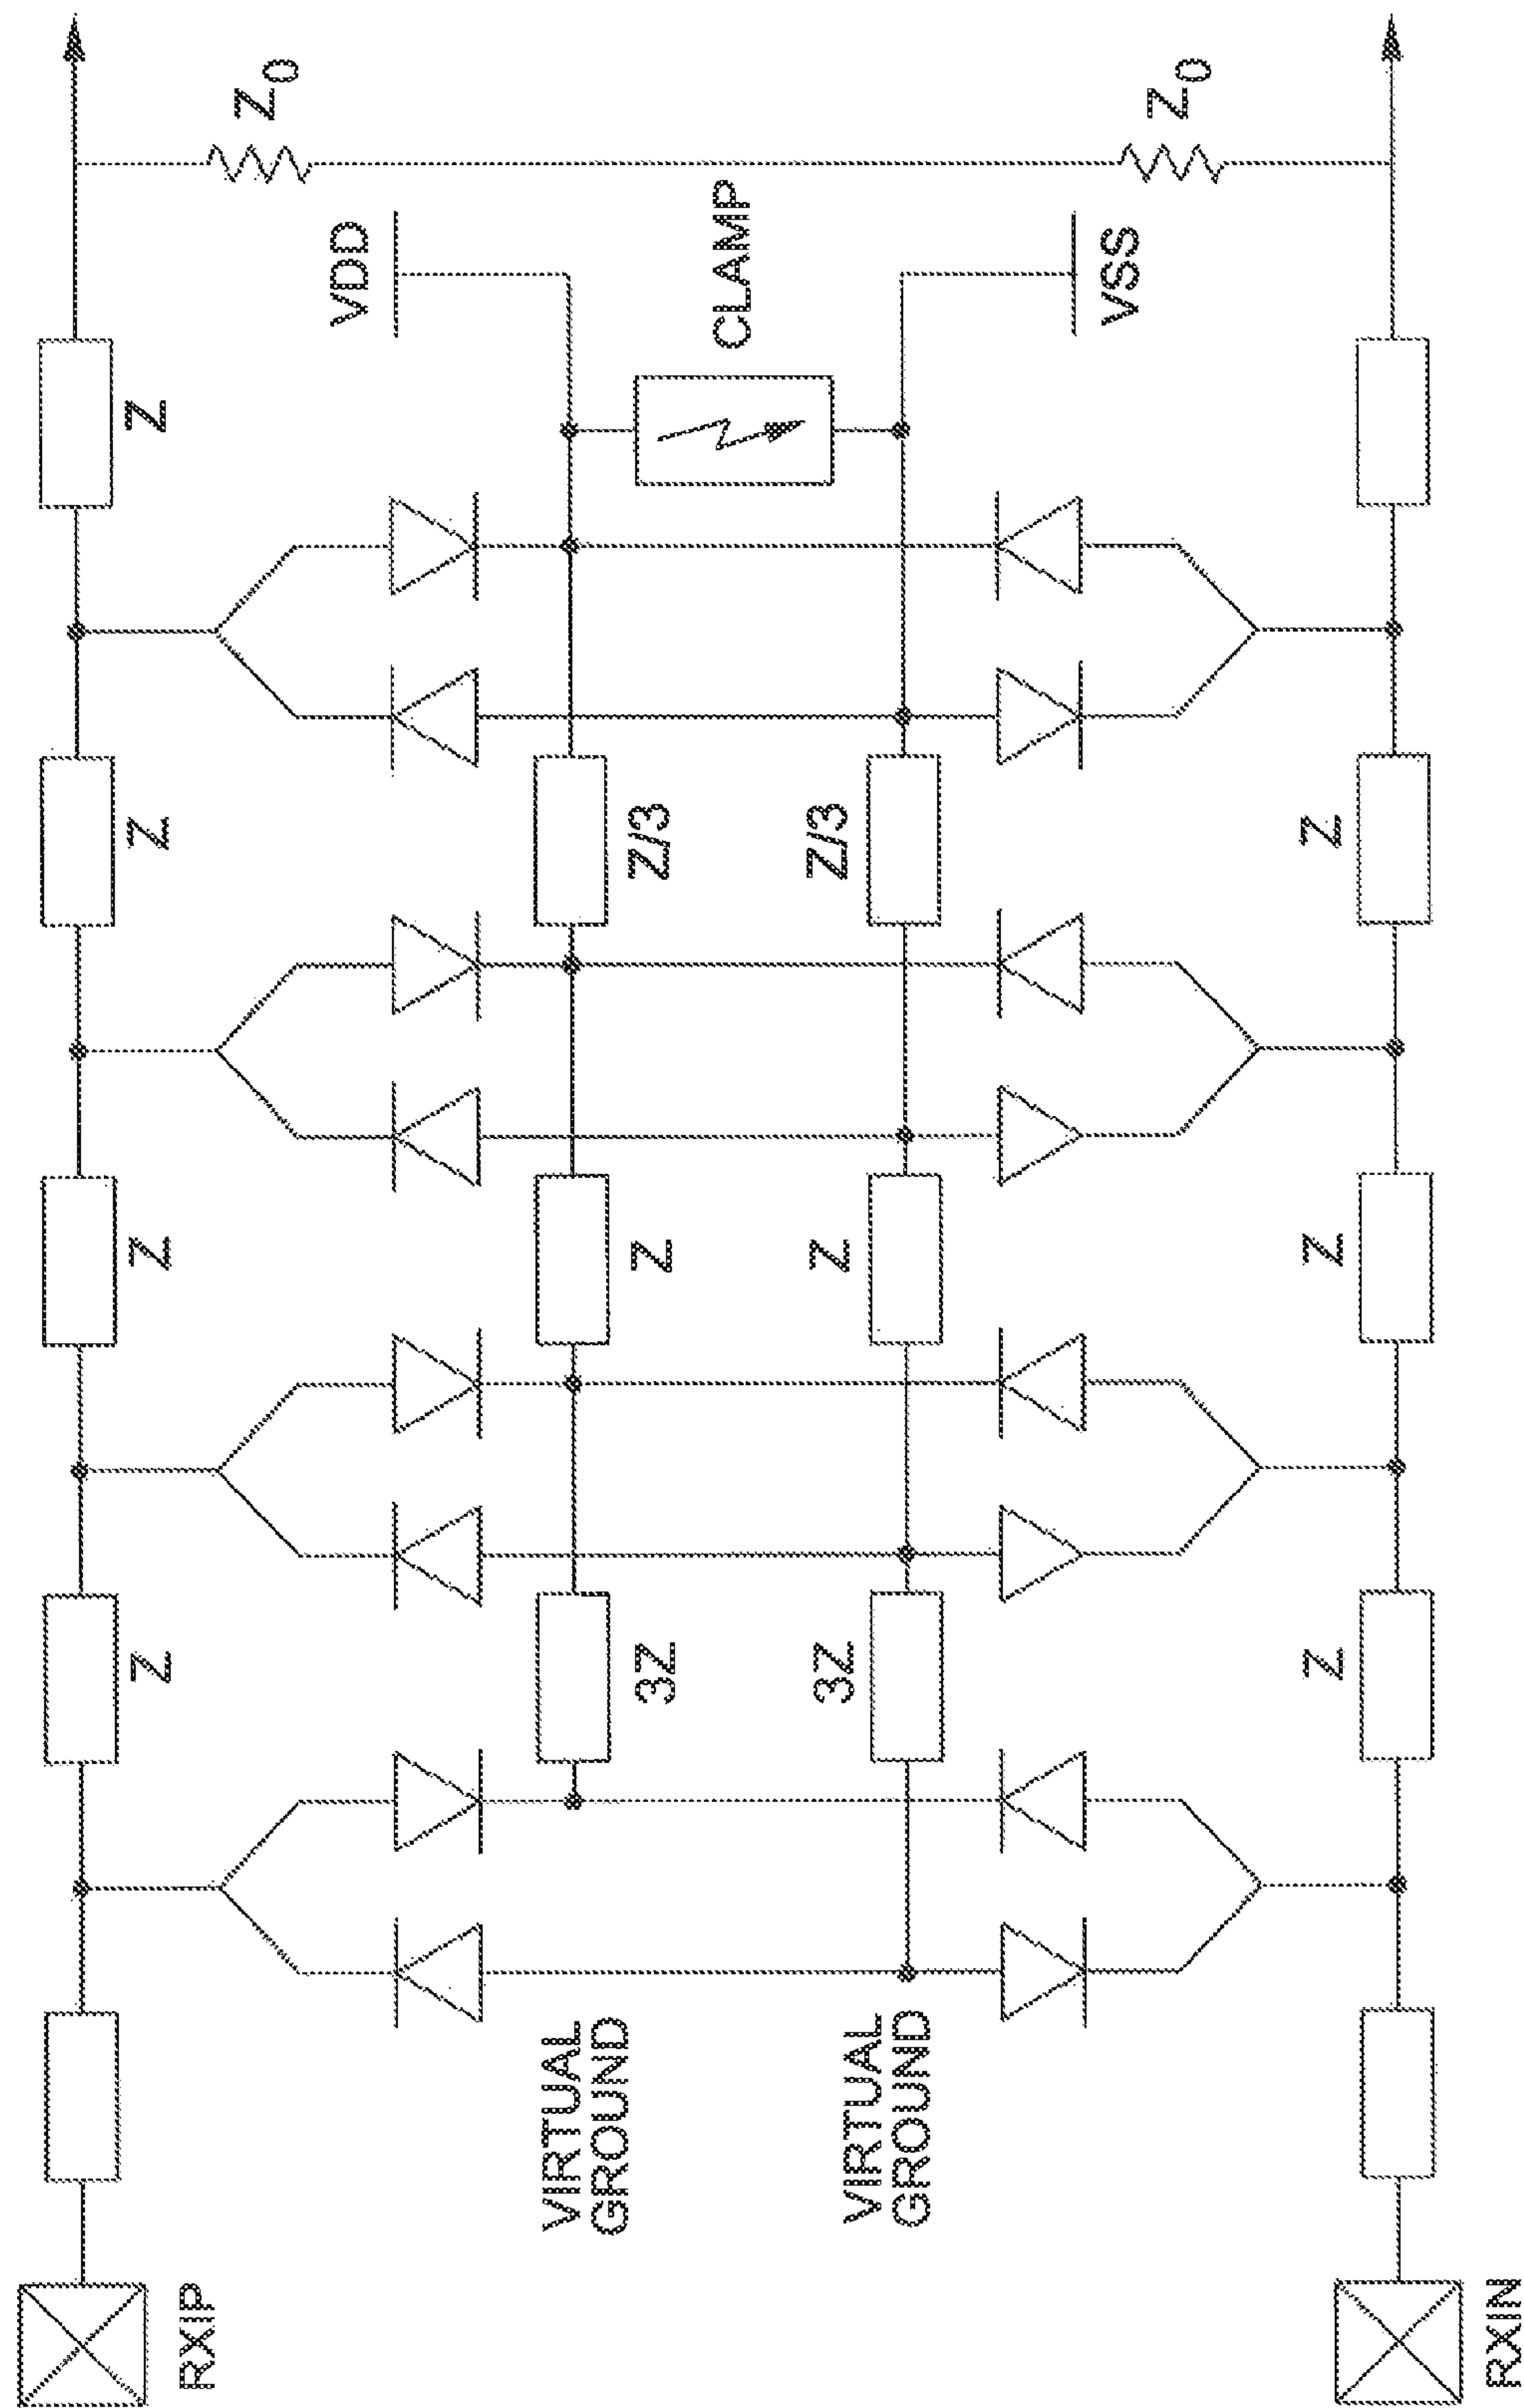 RXIP
Z
Z
Z
Z
Z₀
VDD
VIRTUAL
GROUND
3Z
Z
Z/3
CLAMP
VIRTUAL
GROUND
3Z
Z
Z/3
VSS
Z₀
Z
Z
Z
RXIN